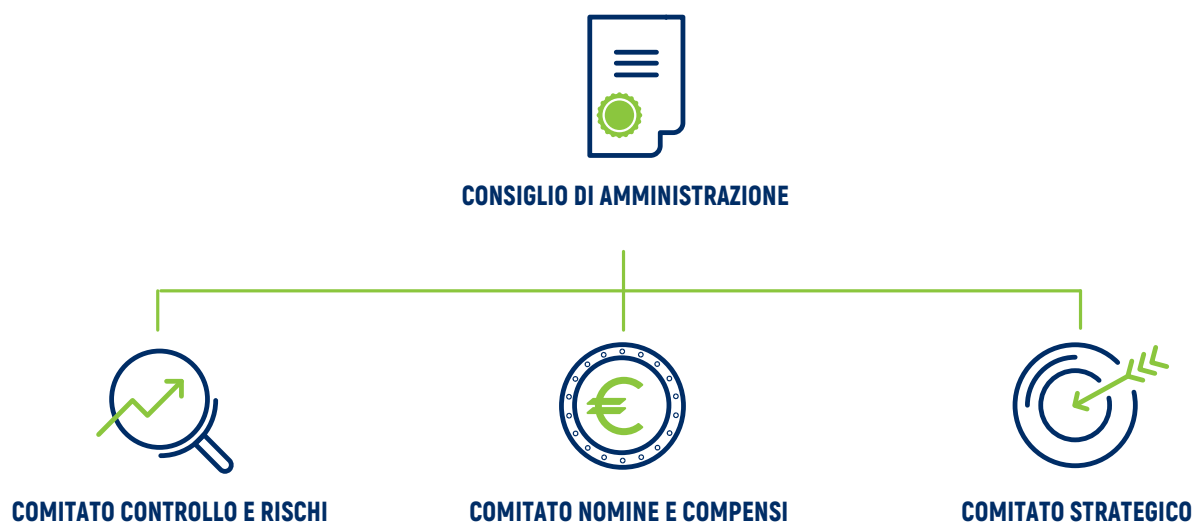 CONSIGLIO DI AMMINISTRAZIONE
COMITATO CONTROLLO E RISCHI
COMITATO NOMINE E COMPENSI
COMITATO STRATEGICO